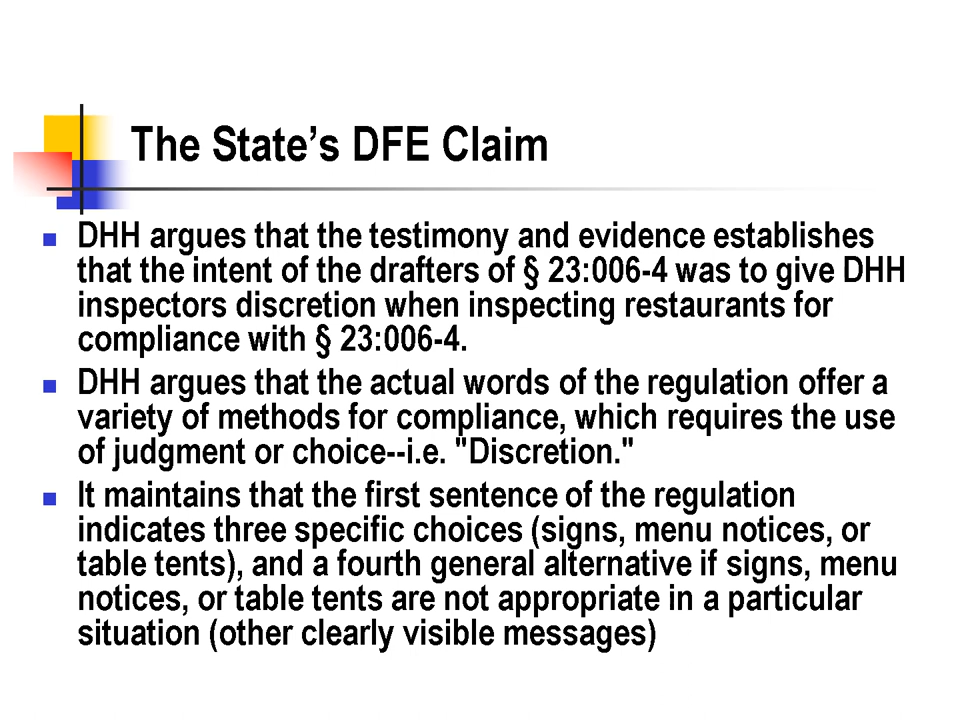 The State’s DFE Claim
DHH argues that the testimony and evidence establishes
that the intent of the drafters of § 23:006-4 was to give DHH
inspectors discretion when inspecting restaurants for
compliance with § 23:006-4.
DHH argues that the actual words of the regulation offer a
variety of methods for compliance, which requires the use
of judgment or choice--i.e. "Discretion."
It maintains that the first sentence of the regulation
indicates three specific choices (signs, menu notices, or
table tents), and a fourth general alternative if signs, menu
notices, or table tents are not appropriate in a particular
situation (other clearly visible messages)